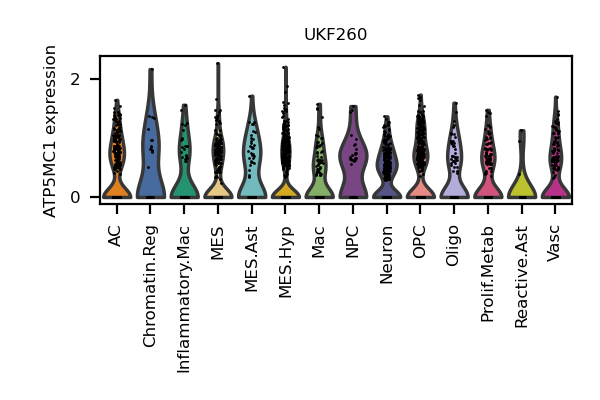 UKF260
ATP5MC1 expression
2
0
AC
Chromatin.Reg
Inflammatory.Mac
MES
MES.Ast
MES.Hyp
Mac
NPC
Neuron
OPC
Oligo
Prolif.Metab
Reactive.Ast
Vasc